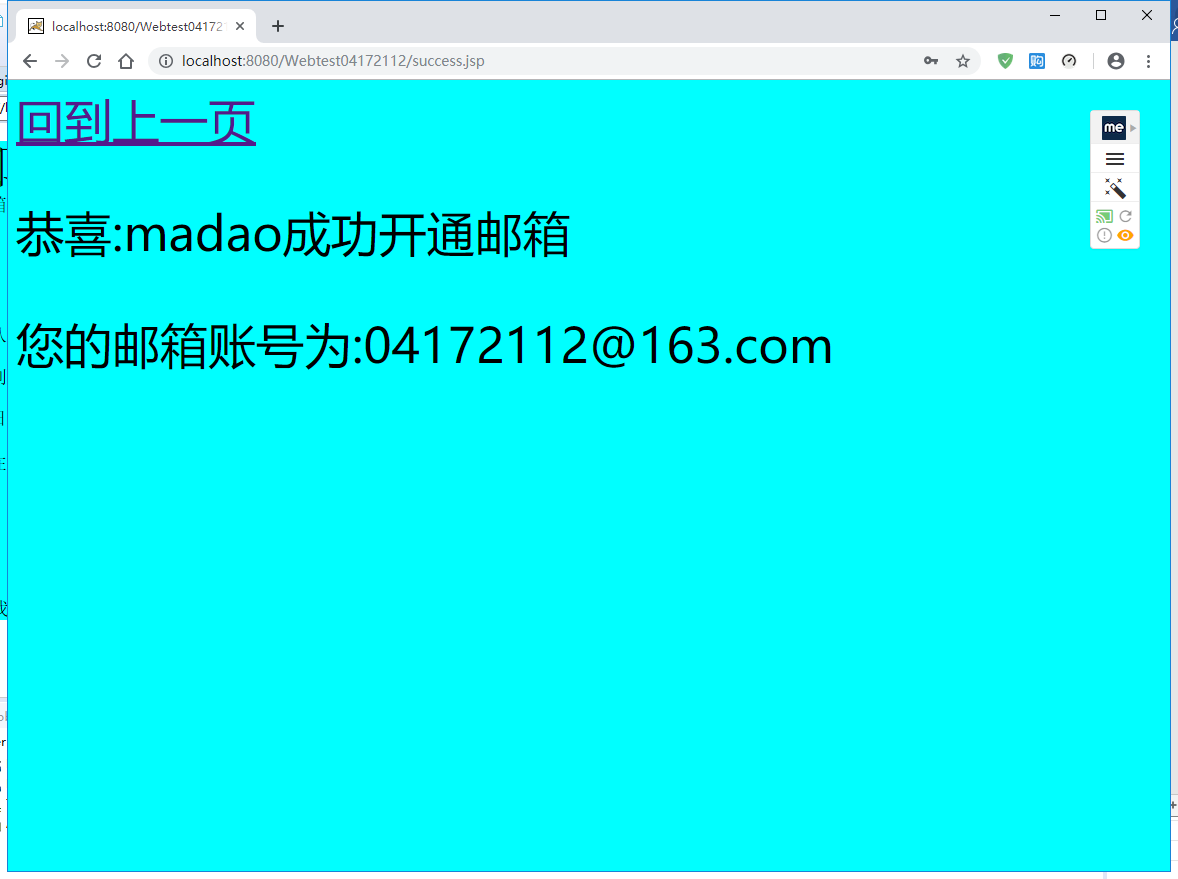 localhost:8080/Webtest04172
localhost:8080/Webtest04172112/success.jsp
购
回到上一页
me
恭喜:madao成功开通邮箱
您的邮箱账号为:04172112@163.com